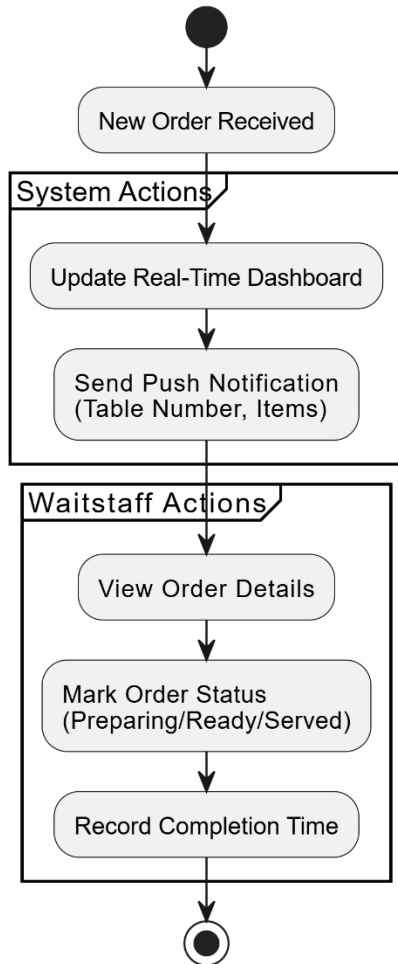 New Order Received
System Actions
Update Real-Time Dashboard
Send Push Notification
(Table Number, Items)
Waitstaff Actions
View Order Details
Mark Order Status
(Preparing/Ready/Served)
Record Completion Time